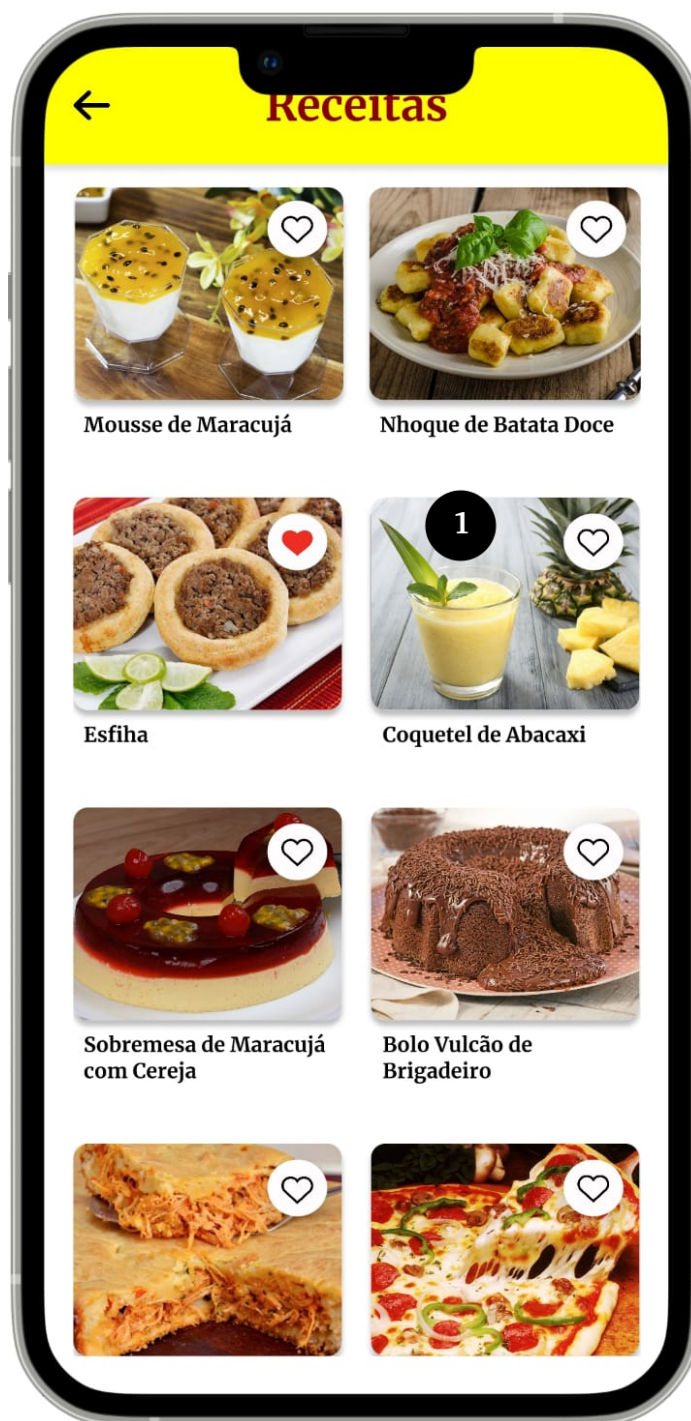 Receitas
Mousse de Maracujá
Nhoque de Batata Doce
1
Esfiha
Coquetel de Abacaxi
Sobremesa de Maracujá
com Cereja
Bolo Vulcão de
Brigadeiro